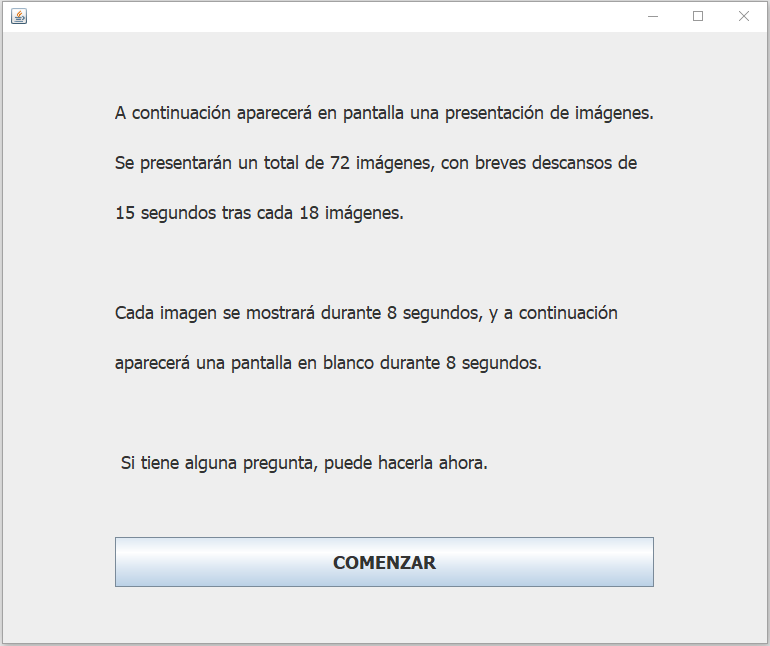 A continuación aparecerá en pantalla una presentación de imágenes.
Se presentarán un total de 72 imágenes, con breves descansos de
15 segundos tras cada 18 imágenes.
Cada imagen se mostrará durante 8 segundos, y a continuación
aparecerá una pantalla en blanco durante 8 segundos.
Si tiene alguna pregunta, puede hacerla ahora.
COMENZAR